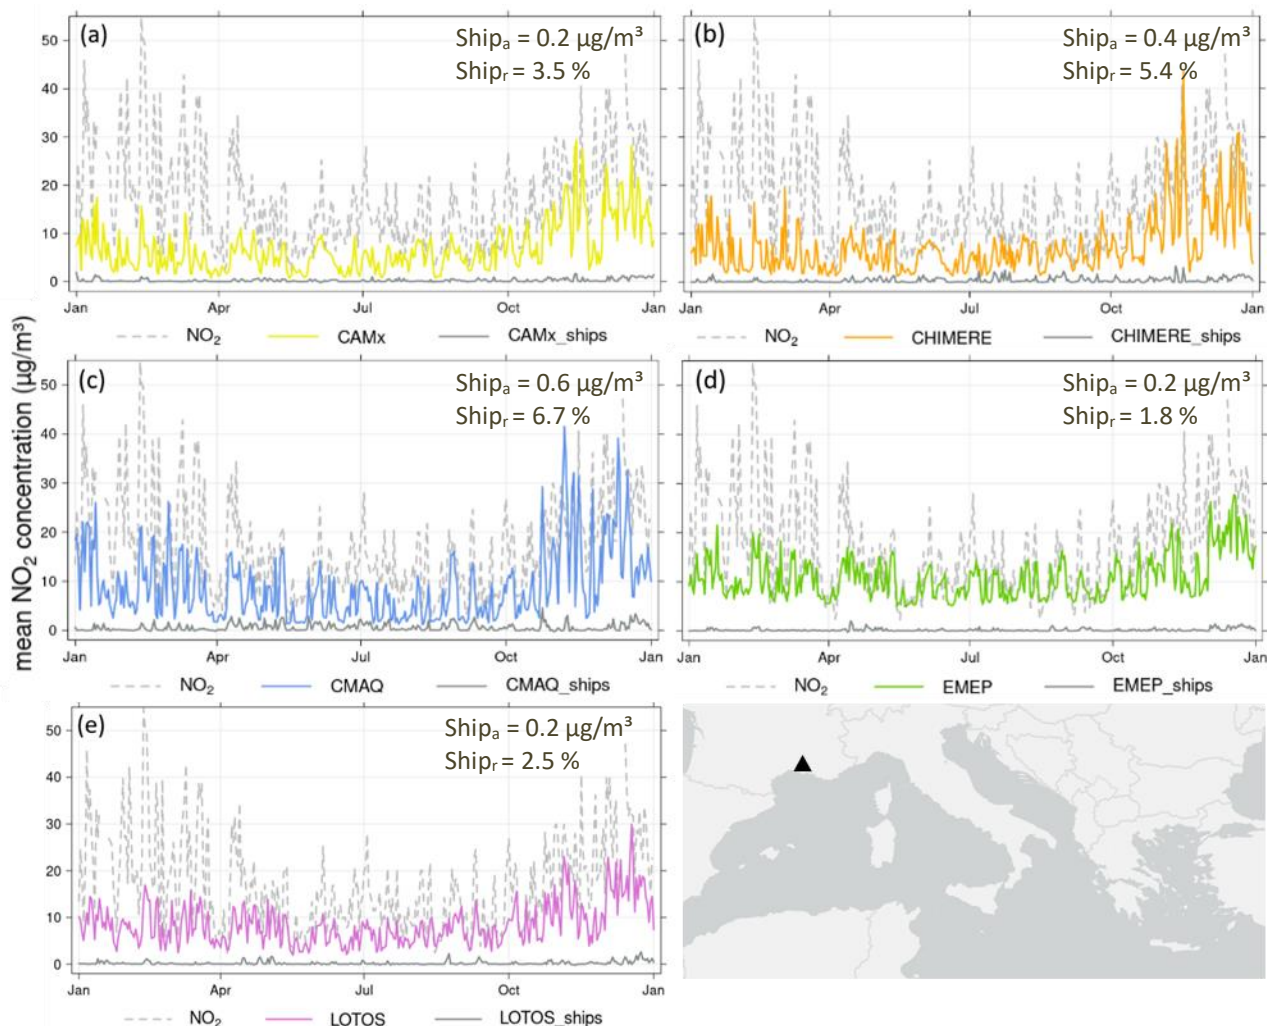 mean NO₂ concentration (µg/m³)
(a)
Shipₐ = 0.2 µg/m³
Shipᵣ = 3.5 %
50
40
30
20
10
0
Jan Apr Jul Oct Jan
NO₂ CAMx CAMx_ships
(b)
Shipₐ = 0.4 µg/m³
Shipᵣ = 5.4 %
Jan Apr Jul Oct Jan
NO₂ CHIMERE CHIMERE_ships
(c)
Shipₐ = 0.6 µg/m³
Shipᵣ = 6.7 %
50
40
30
20
10
0
Jan Apr Jul Oct Jan
NO₂ CMAQ CMAQ_ships
(d)
Shipₐ = 0.2 µg/m³
Shipᵣ = 1.8 %
Jan Apr Jul Oct Jan
NO₂ EMEP EMEP_ships
(e)
Shipₐ = 0.2 µg/m³
Shipᵣ = 2.5 %
50
40
30
20
10
0
Jan Apr Jul Oct Jan
NO₂ LOTOS LOTOS_ships